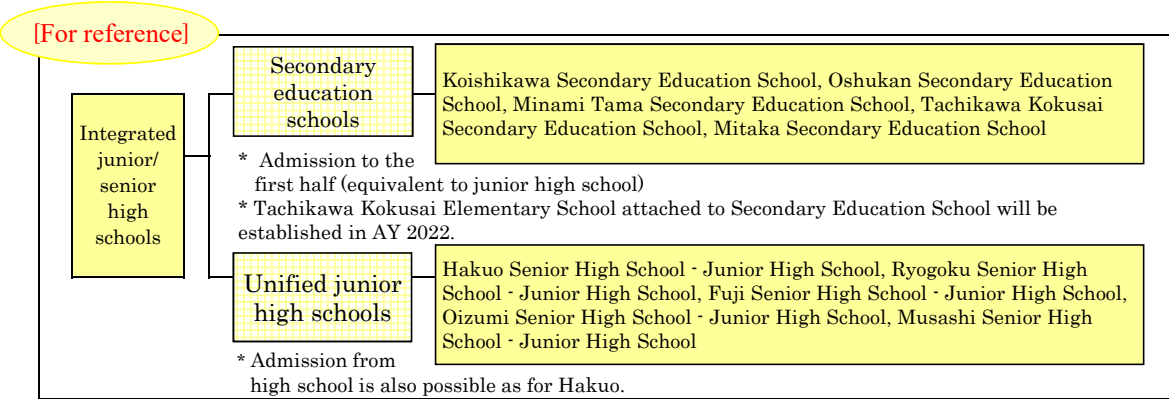 [For reference]
Integrated
junior/
senior
high
schools
Secondary
education
schools
Koishikawa Secondary Education School, Oshukan Secondary Education
School, Minami Tama Secondary Education School, Tachikawa Kokusai
Secondary Education School, Mitaka Secondary Education School
* Admission to the
first half (equivalent to junior high school)
* Tachikawa Kokusai Elementary School attached to Secondary Education School will be
established in AY 2022.
Unified junior
high schools
Hakuo Senior High School - Junior High School, Ryogoku Senior High
School - Junior High School, Fuji Senior High School - Junior High School,
Oizumi Senior High School - Junior High School, Musashi Senior High
School - Junior High School
* Admission from
high school is also possible as for Hakuo.